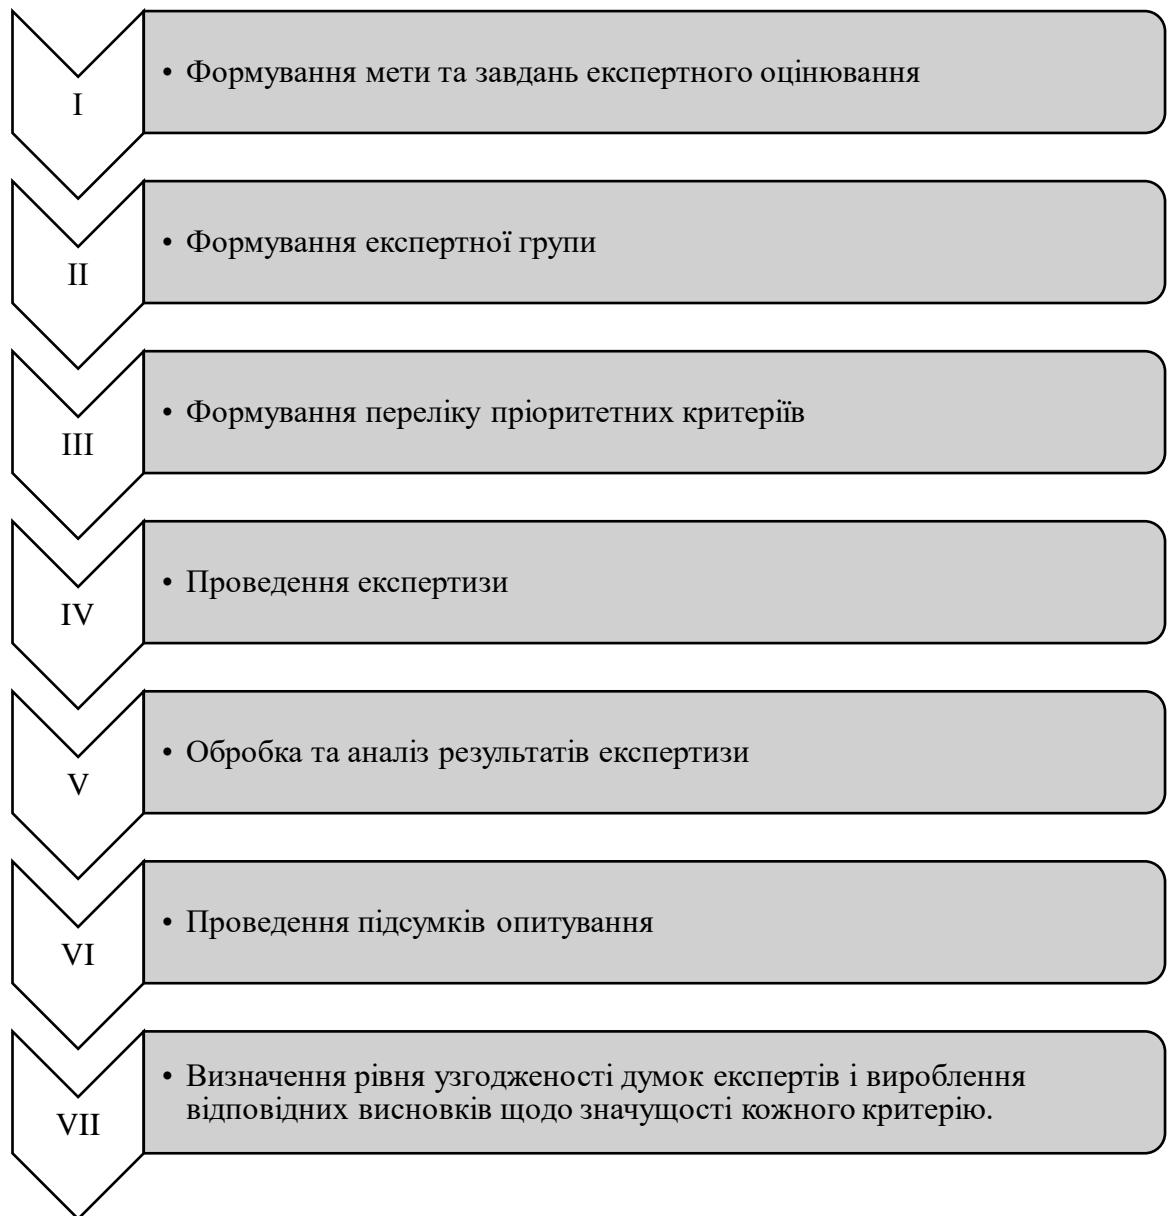 I
• Формування мети та завдань експертного оцінювання
II
• Формування експертної групи
III
• Формування переліку пріоритетних критеріїв
IV
• Проведення експертизи
V
• Обробка та аналіз результатів експертизи
VI
• Проведення підсумків опитування
VII
• Визначення рівня узгодженості думок експертів і вироблення
відповідних висновків щодо значущості кожного критерію.